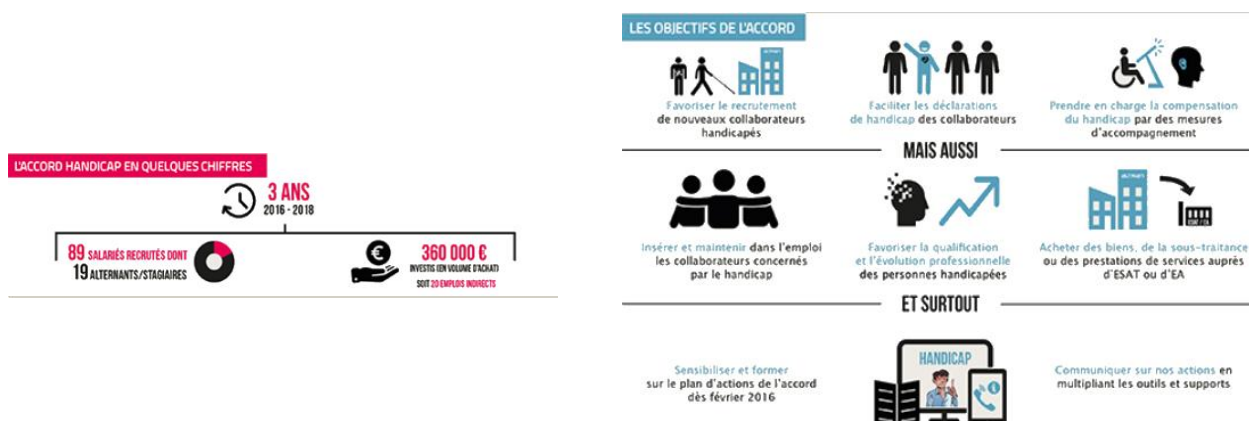 L'ACCORD HANDICAP EN QUELQUES CHIFFRES
3 ANS
2016 - 2018
89 SALARIÉS RECRUTÉS DONT
19 ALTERNANTS/STAGIAIRES
360 000 €
INVESTIS (EN VOLUME D'ACHAT)
SOIT 20 EMPLOIS INDIRECTS
LES OBJECTIFS DE L'ACCORD
Favoriser le recrutement
de nouveaux collaborateurs
handicapés
Faciliter les déclarations
de handicap des collaborateurs
Prendre en charge la compensation
du handicap par des mesures
d'accompagnement
MAIS AUSSI
Insérer et maintenir dans l'emploi
les collaborateurs concernés
par le handicap
Favoriser la qualification
et l'évolution professionnelle
des personnes handicapées
Acheter des biens, de la sous-traitance
ou des prestations de services auprès
d'ESAT ou d'EA
ET SURTOUT
Sensibiliser et former
sur le plan d'actions de l'accord
dès février 2016
HANDICAP
Communiquer sur nos actions en
multipliant les outils et supports